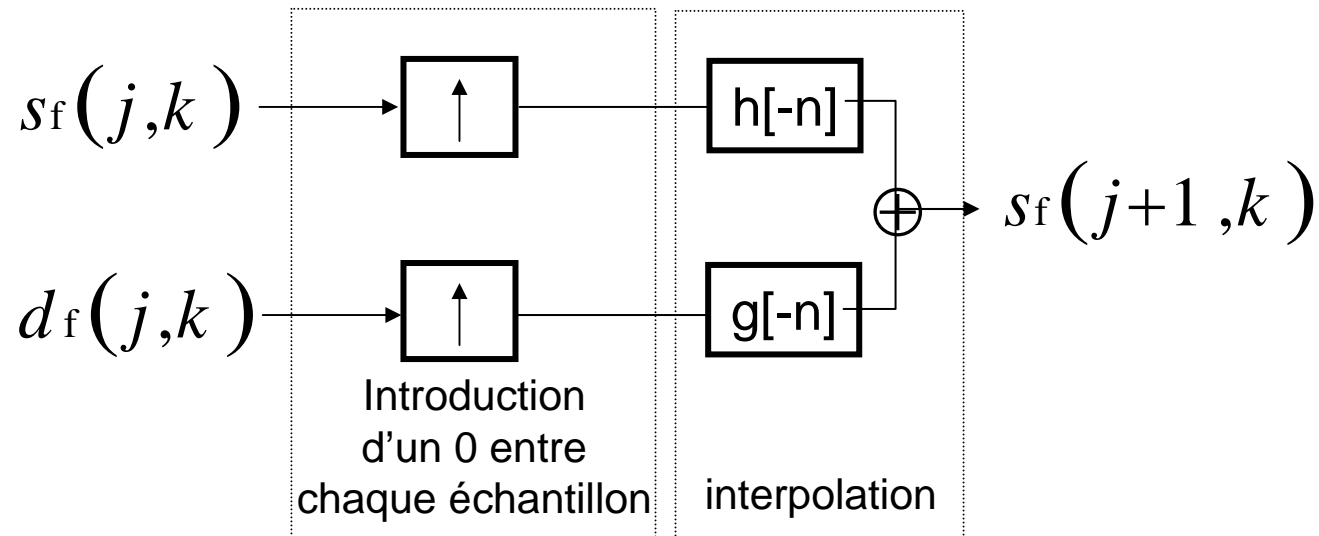 sf(j,k)
h[-n]
sf(j+1 ,k)
df(j,k)
g[-n]
Introduction
d'un 0 entre
chaque échantillon
interpolation